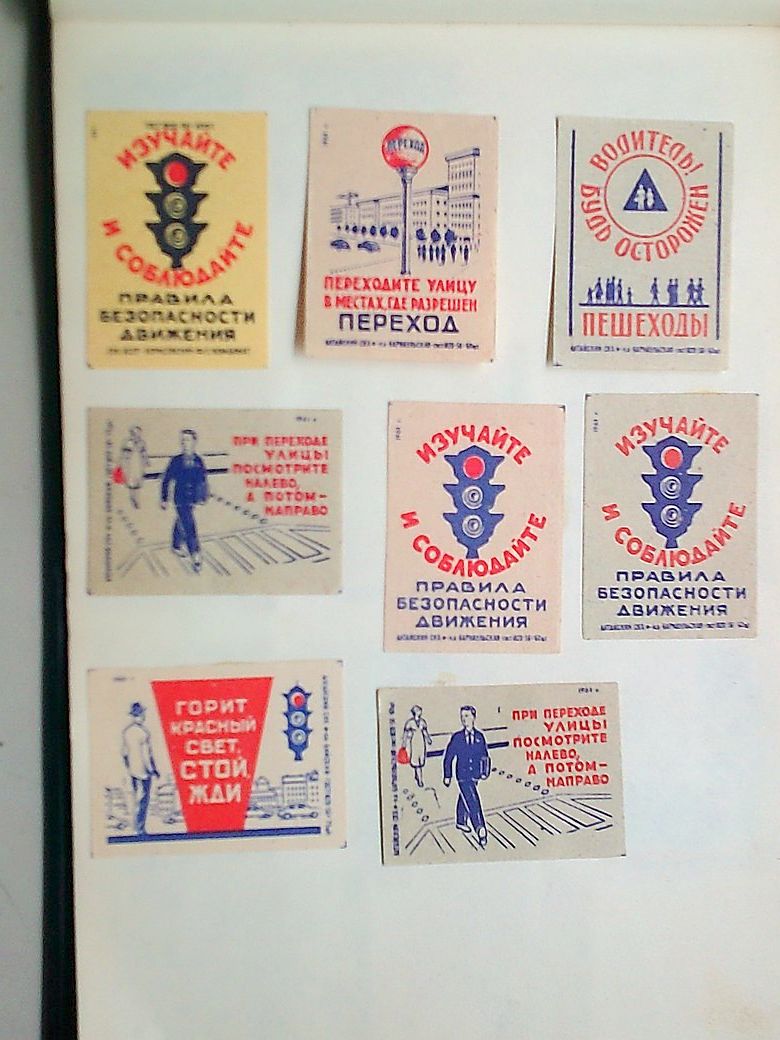 ИЗУЧАЙТЕ
И СОБЛЮДАЙТЕ
ПРАВИЛА
БЕЗОПАСНОСТИ
ДВИЖЕНИЯ
ПЕРЕХОД
ПЕРЕХОДИТЕ УЛИЦУ
В МЕСТАХ, ГДЕ РАЗРЕШЕН
ПЕРЕХОД
ВОДИТЕЛЬ!
БУДЬ ОСТОРОЖЕН
ПЕШЕХОДЫ
ПРИ ПЕРЕХОДЕ
УЛИЦЫ
ПОСМОТРИТЕ
НАЛЕВО,
А ПОТОМ-
НАПРАВО
ИЗУЧАЙТЕ
И СОБЛЮДАЙТЕ
ПРАВИЛА
БЕЗОПАСНОСТИ
ДВИЖЕНИЯ
ИЗУЧАЙТЕ
И СОБЛЮДАЙТЕ
ПРАВИЛА
БЕЗОПАСНОСТИ
ДВИЖЕНИЯ
ГОРИТ
КРАСНЫЙ
СВЕТ,
СТОЙ,
ЖДИ
ПРИ ПЕРЕХОДЕ
УЛИЦЫ
ПОСМОТРИТЕ
НАЛЕВО,
А ПОТОМ-
НАПРАВО